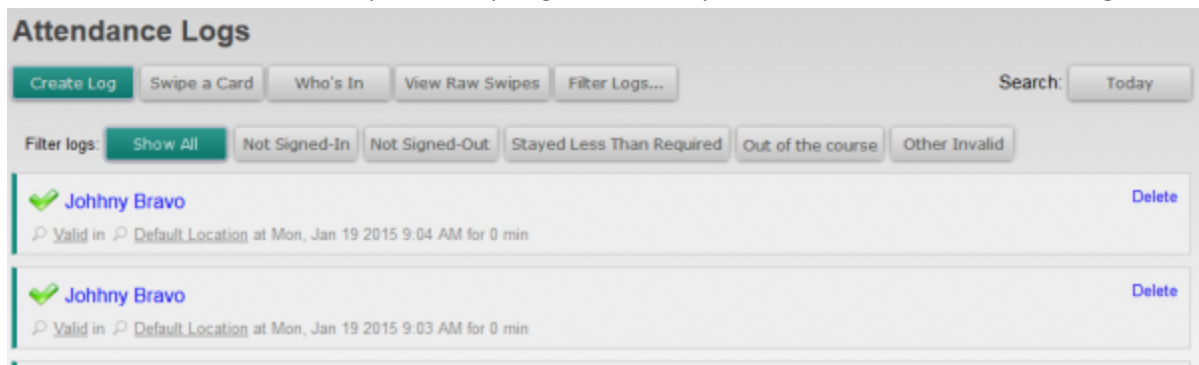 Attendance Logs
Create Log Swipe a Card Who's In View Raw Swipes Filter Logs... Search: Today
Filter logs: Show All Not Signed-In Not Signed-Out Stayed Less Than Required Out of the course Other Invalid
Johhny Bravo Delete
Valid in Default Location at Mon, Jan 19 2015 9:04 AM for 0 min
Johhny Bravo Delete
Valid in Default Location at Mon, Jan 19 2015 9:03 AM for 0 min